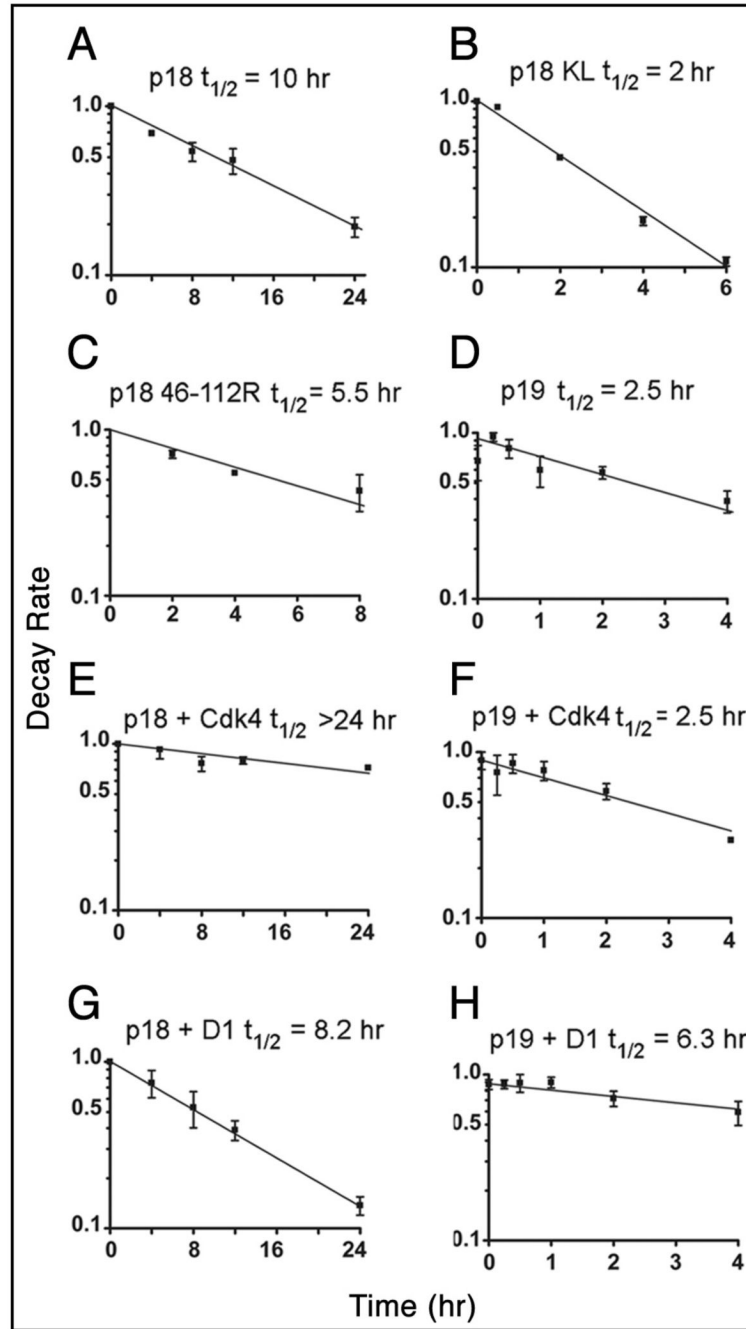 A
p18 t1/2 = 10 hr
1.0
0.5
0.1
0 8 16 24
B
p18 KL t1/2 = 2 hr
1.0
0.5
0.1
0 2 4 6
C
p18 46-112R t1/2 = 5.5 hr
1.0
0.5
0.1
0 2 4 6 8
D
p19 t1/2 = 2.5 hr
1.0
0.5
0.1
0 1 2 3 4
Decay Rate
E
p18 + Cdk4 t1/2 >24 hr
1.0
0.5
0.1
0 8 16 24
F
p19 + Cdk4 t1/2 = 2.5 hr
1.0
0.5
0.1
0 1 2 3 4
G
p18 + D1 t1/2 = 8.2 hr
1.0
0.5
0.1
0 8 16 24
H
p19 + D1 t1/2 = 6.3 hr
1.0
0.5
0.1
0 1 2 3 4
Time (hr)